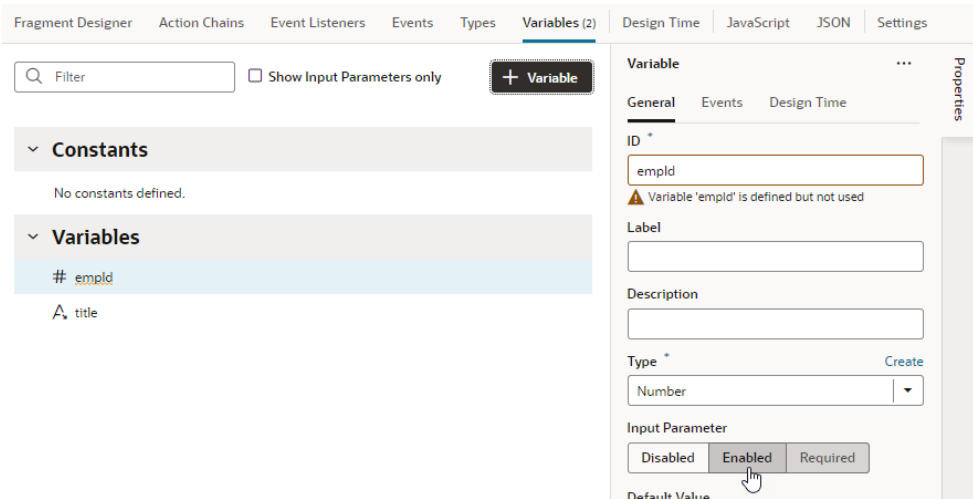 Fragment Designer Action Chains Event Listeners Events Types Variables (2) Design Time JavaScript JSON Settings
Filter
Show Input Parameters only
+ Variable
Constants
No constants defined.
Variables
# empId
title
Variable
Properties
General Events Design Time
ID *
empId
Variable 'empId' is defined but not used
Label
Description
Type *
Create
Number
Input Parameter
Disabled Enabled Required
Default Value